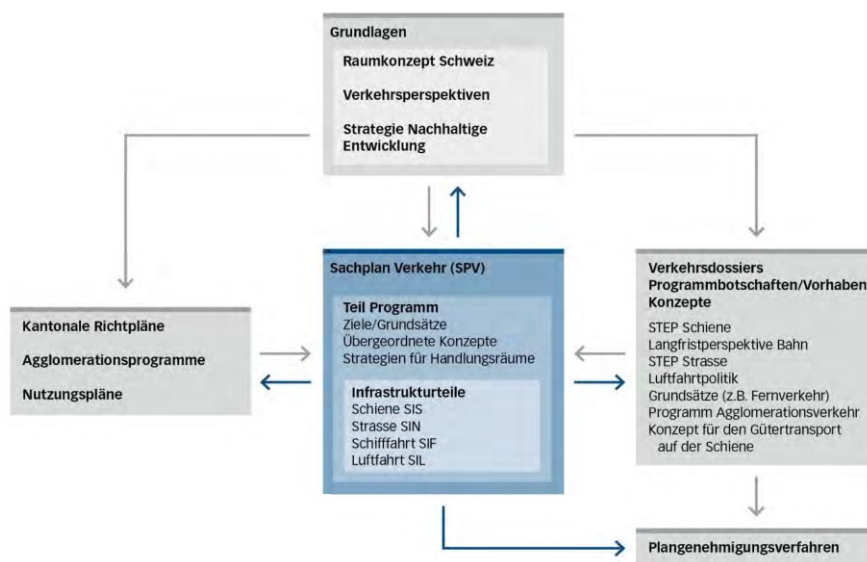 Grundlagen
Raumkonzept Schweiz
Verkehrsperspektiven
Strategie Nachhaltige
Entwicklung
Kantonale Richtpläne
Agglomerationsprogramme
Nutzungspläne
Sachplan Verkehr (SPV)
Teil Programm
Ziele/Grundsätze
Übergeordnete Konzepte
Strategien für Handlungsräume
Infrastrukturteile
Schiene SIS
Strasse SIN
Schifffahrt SIF
Luftfahrt SIL
Verkehrsdossiers
Programmbotschaften/Vorhaben
Konzepte
STEP Schiene
Langfristperspektive Bahn
STEP Strasse
Luftfahrtpolitik
Grundsätze (z.B. Fernverkehr)
Programm Agglomerationsverkehr
Konzept für den Gütertransport
auf der Schiene
Plangenehmigungsverfahren